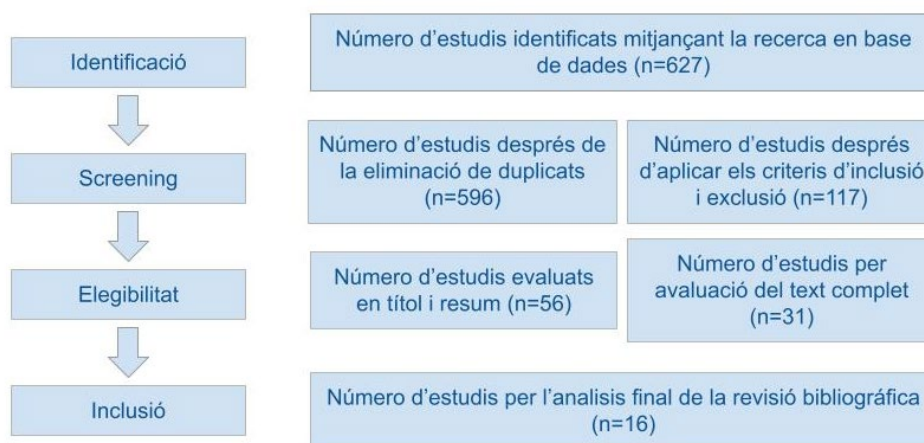 Identificació
Número d'estudis identificats mitjançant la recerca en base
de dades (n=627)
Screening
Número d'estudis després de
la eliminació de duplicats
(n=596)
Número d'estudis després
d'aplicar els criteris d'inclusió
i exclusió (n=117)
Elegibilitat
Número d'estudis evaluats
en títol i resum (n=56)
Número d'estudis per
avaluació del text complet
(n=31)
Inclusió
Número d'estudis per l'analisis final de la revisió bibliográfica
(n=16)